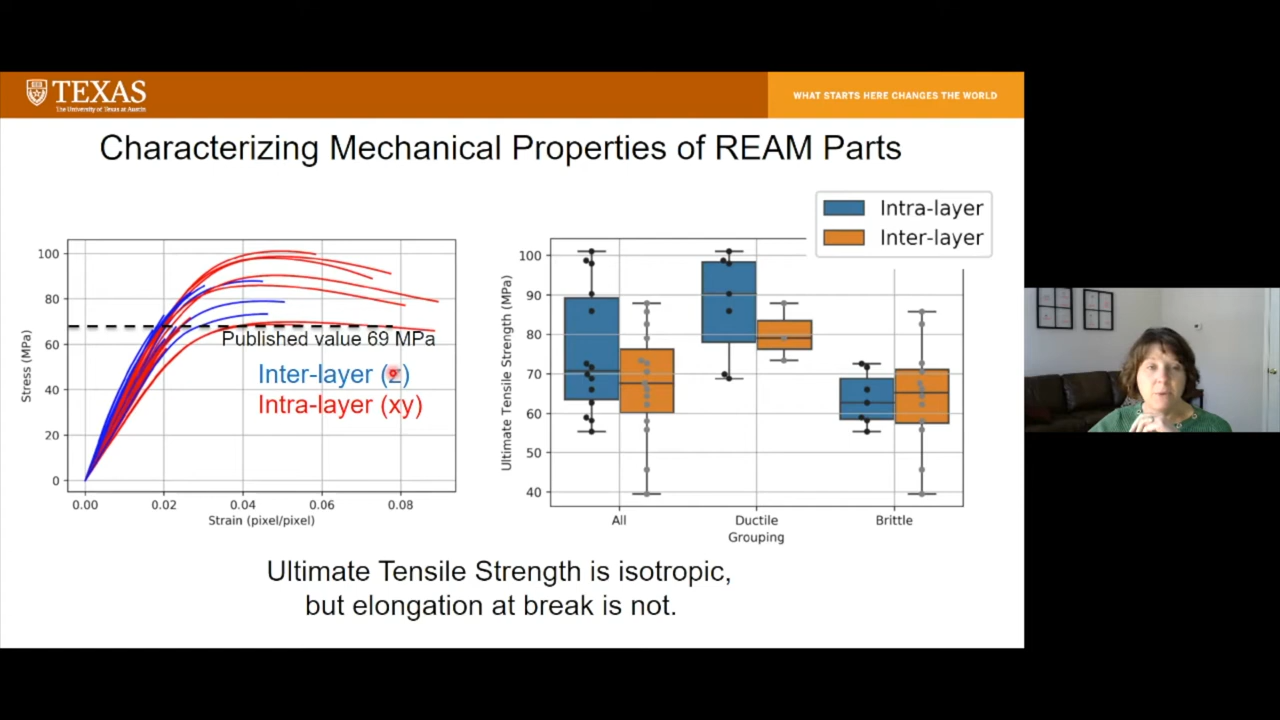 TEXAS
The University of Texas at Austin
WHAT STARTS HERE CHANGES THE WORLD
Characterizing Mechanical Properties of REAM Parts
Stress (MPa)
100
80
60
40
20
0
0.00 0.02 0.04 0.06 0.08
Strain (pixel/pixel)
Published value 69 MPa
Inter-layer (z)
Intra-layer (xy)
Intra-layer
Inter-layer
Ultimate Tensile Strength (MPa)
100
90
80
70
60
50
40
All Ductile Brittle
Grouping
Ultimate Tensile Strength is isotropic,
but elongation at break is not.